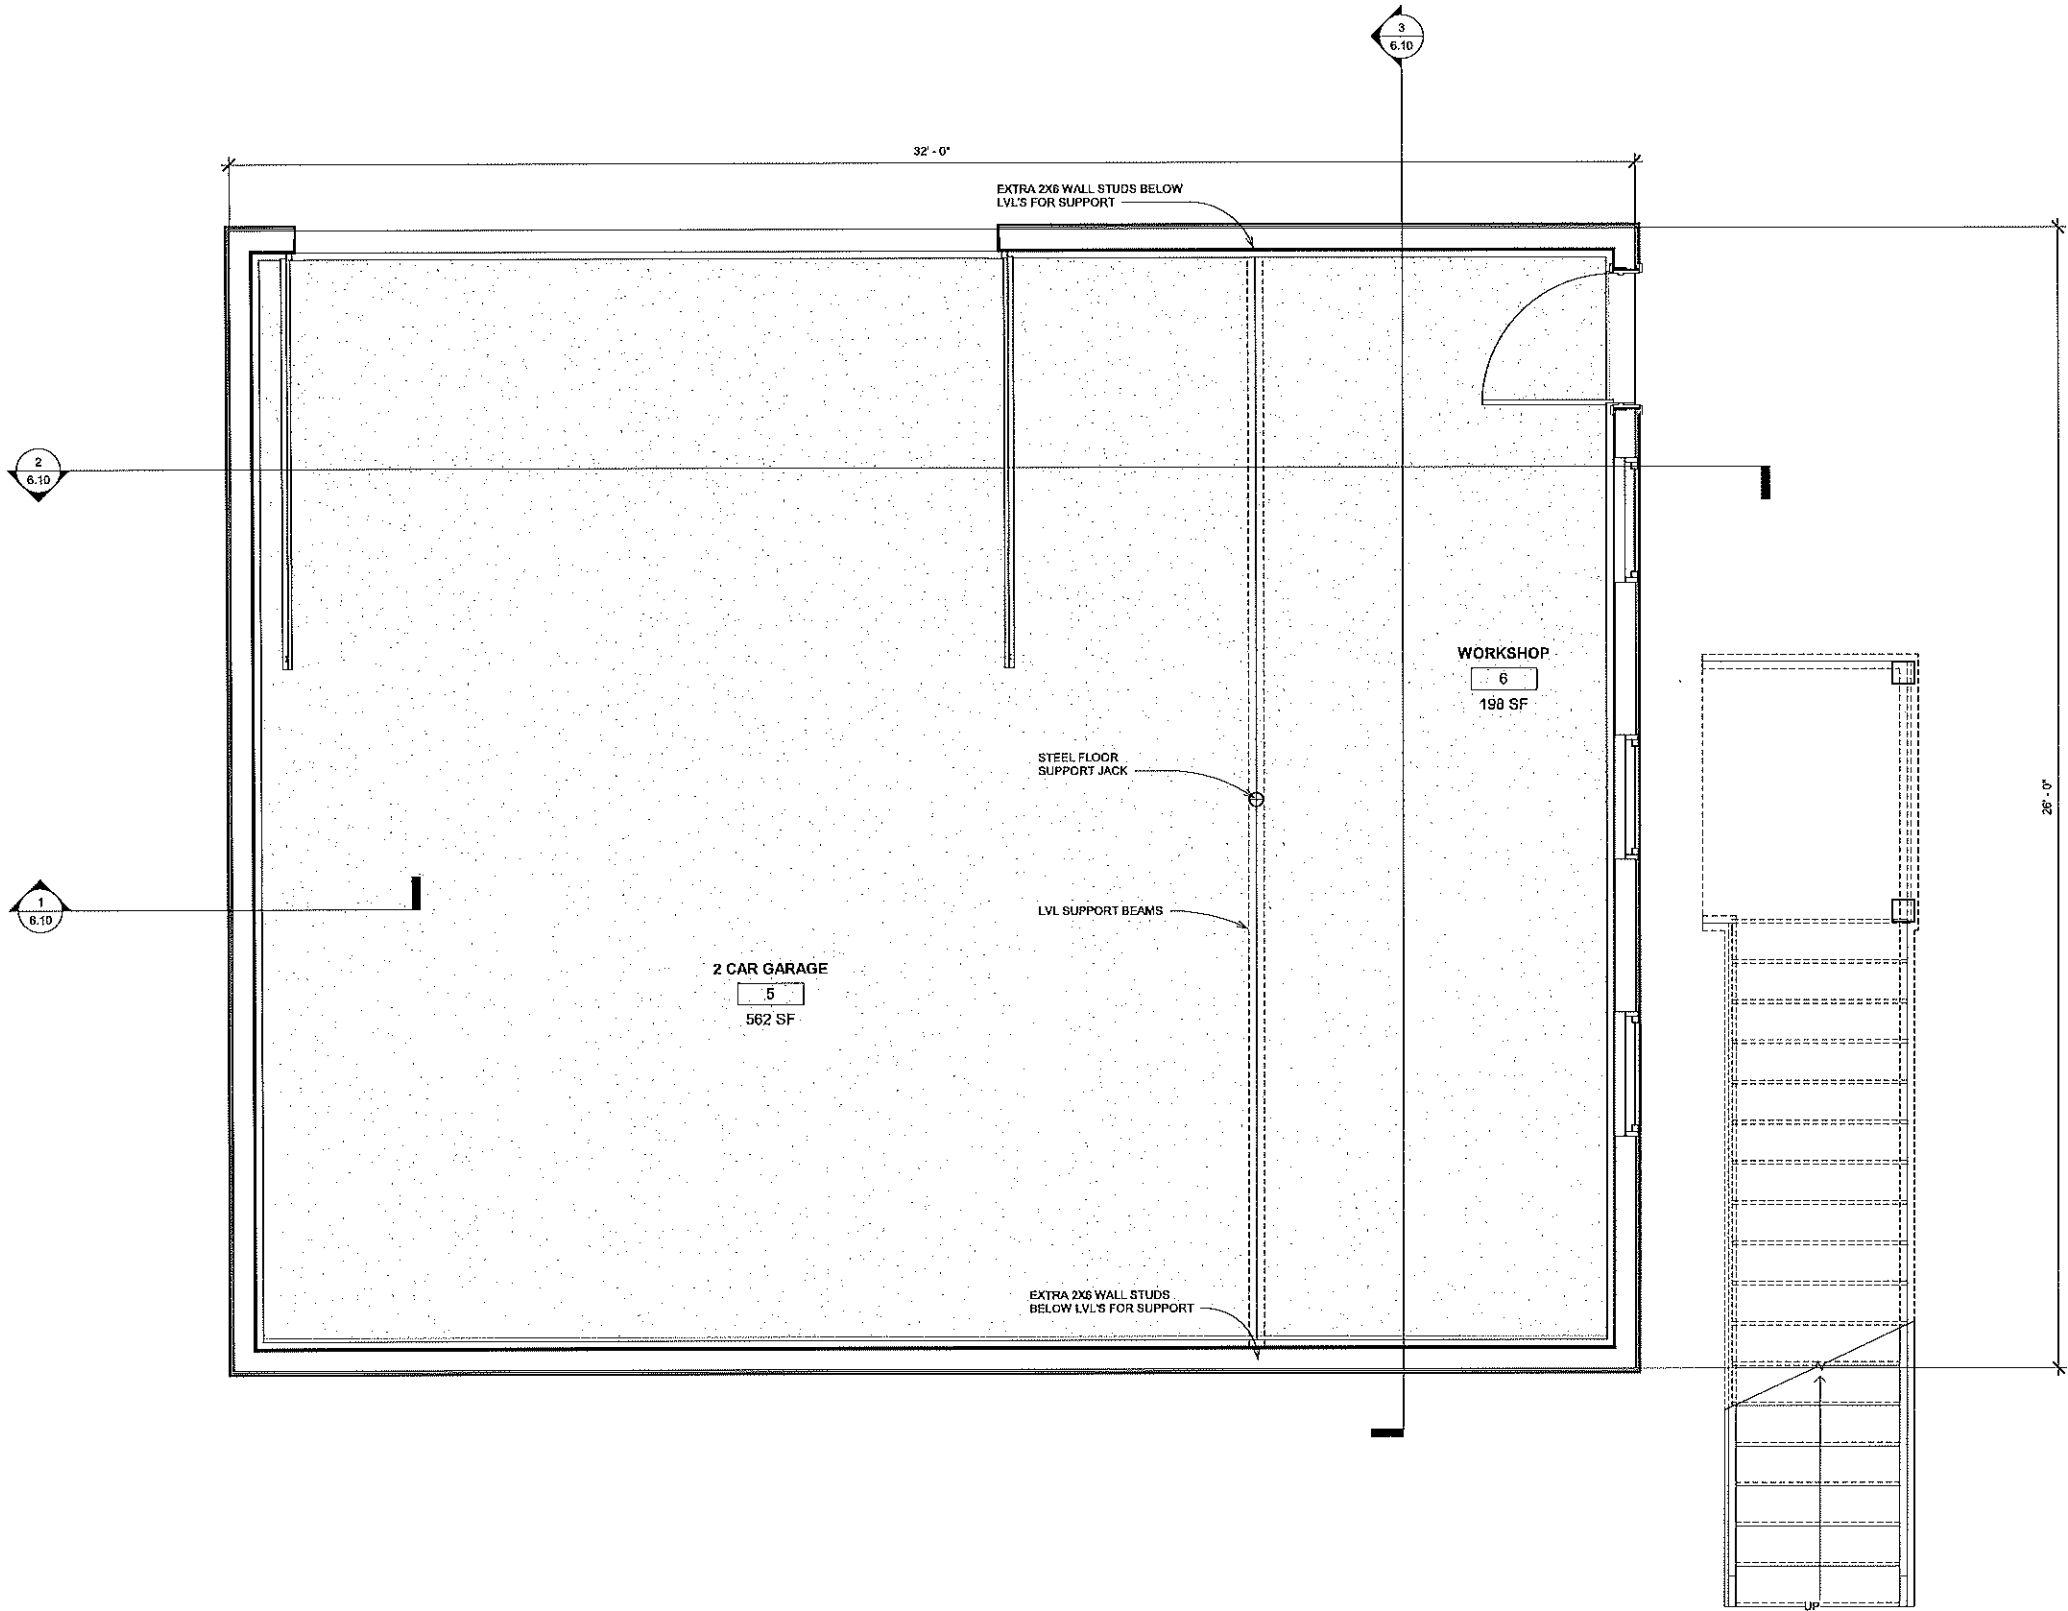 3
6.10
32' - 0"
EXTRA 2X6 WALL STUDS BELOW
LVL'S FOR SUPPORT
2
6.10
WORKSHOP
6
198 SF
STEEL FLOOR
SUPPORT JACK
26' - 0"
1
6.10
LVL SUPPORT BEAMS
2 CAR GARAGE
5
562 SF
EXTRA 2X6 WALL STUDS
BELOW LVL'S FOR SUPPORT
UP